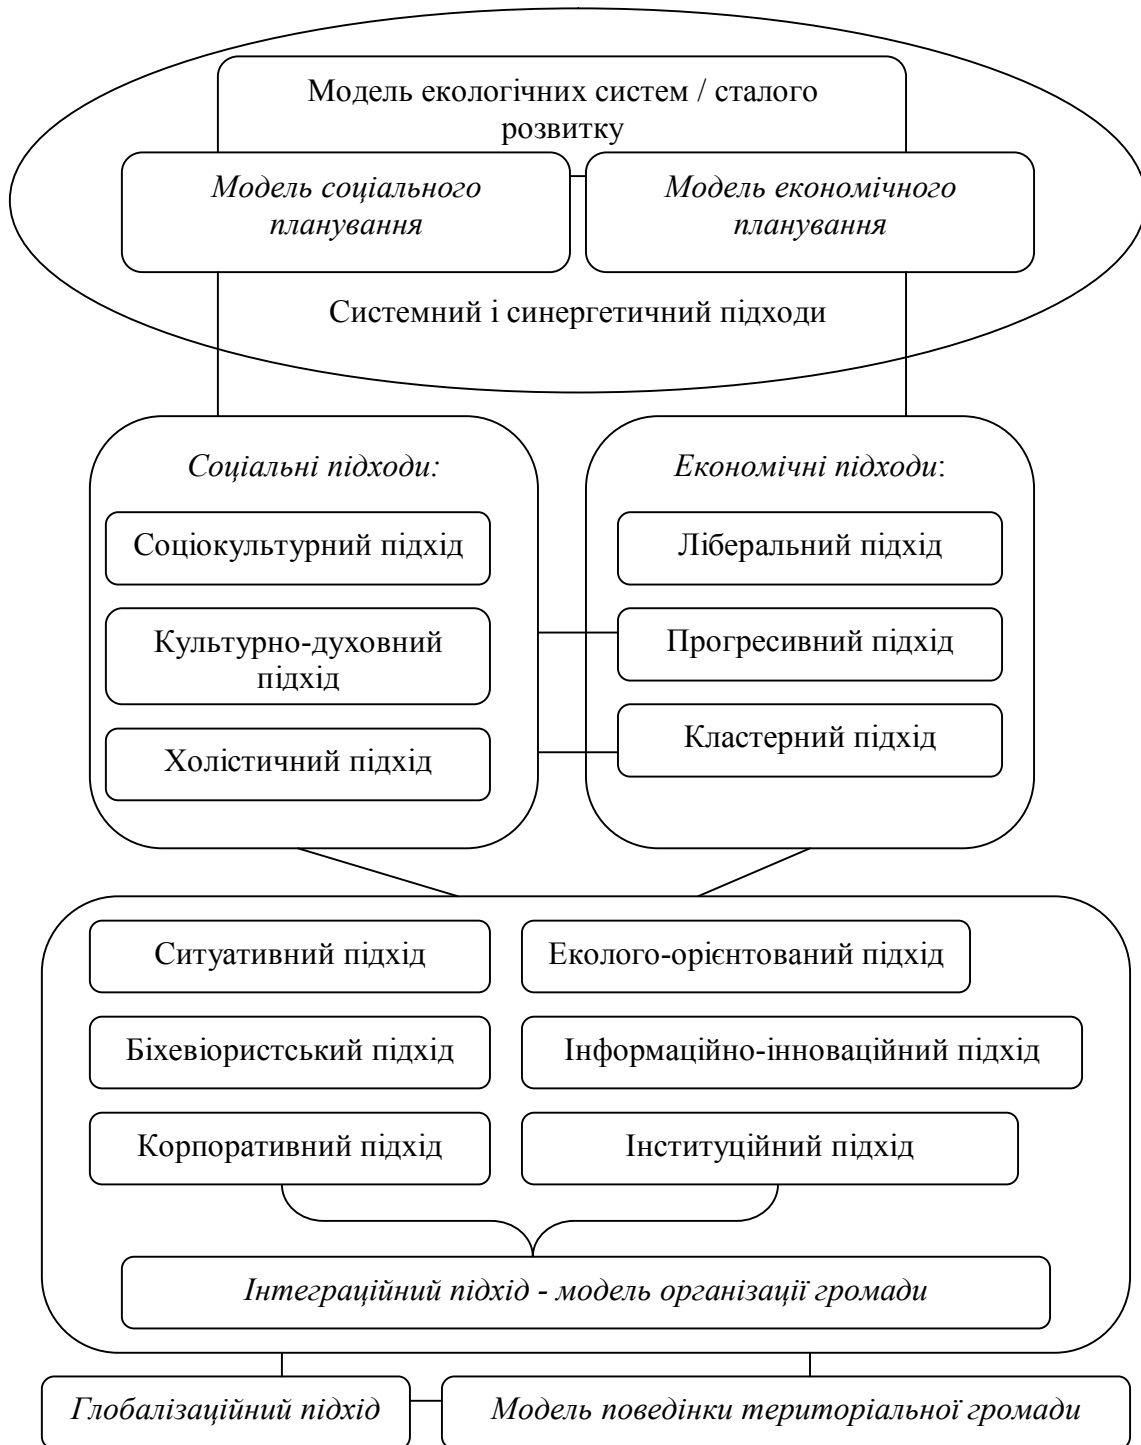 Модель екологічних систем / сталого
розвитку
Модель соціального
планування
Модель економічного
планування
Системний і синергетичний підходи
Соціальні підходи:
Соціокультурний підхід
Культурно-духовний
підхід
Холістичний підхід
Економічні підходи:
Ліберальний підхід
Прогресивний підхід
Кластерний підхід
Ситуативний підхід
Еколого-орієнтований підхід
Біхевіористський підхід
Інформаційно-інноваційний підхід
Корпоративний підхід
Інституційний підхід
Інтеграційний підхід - модель організації громади
Глобалізаційний підхід
Модель поведінки територіальної громади